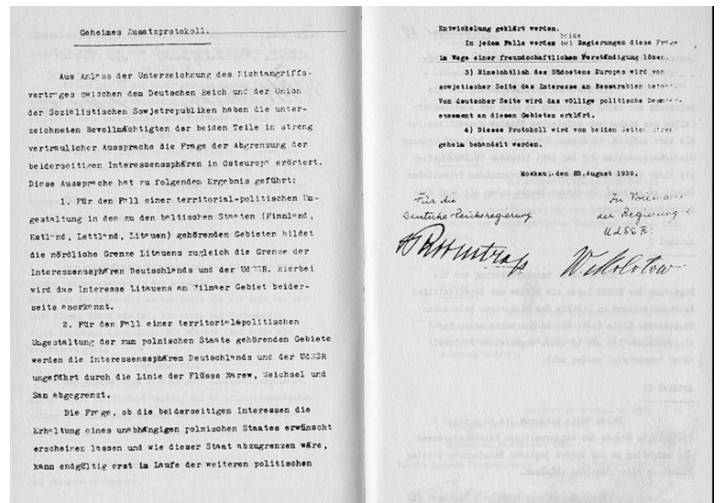 Geheimes Zusatzprotokoll.
Aus Anlass der Unterzeichnung des Nichtangriffs-
vertrages zwischen dem Deutschen Reich und der Union
der Sozialistischen Sowjetrepubliken haben die unter-
zeichneten Bevollmächtigten der beiden Teile in streng
vertraulicher Aussprache die Frage der Abgrenzung der
beiderseitigen Interessensphären in Osteuropa erörtert.
Diese Aussprache hat zu folgendem Ergebnis geführt:
1. Für den Fall einer territorial-politischen Um-
gestaltung in den zu den baltischen Staaten (Finnland,
Estland, Lettland, Litauen) gehörenden Gebieten bildet
die nördliche Grenze Litauens zugleich die Grenze der
Interessensphären Deutschlands und der UdSSR. Hierbei
wird das Interesse Litauens am Wilnaer Gebiet beider-
seits anerkannt.
2. Für den Fall einer territorial-politischen
Umgestaltung der zum polnischen Staate gehörenden Gebiete
werden die Interessensphären Deutschlands und der UdSSR
ungefähr durch die Linie der Flüsse Narew, Weichsel und
San abgegrenzt.
Die Frage, ob die beiderseitigen Interessen die
Erhaltung eines unabhängigen polnischen Staates erwünscht
erscheinen lassen und wie dieser Staat abzugrenzen wäre,
kann endgültig erst im Laufe der weiteren politischen
Entwickelung geklärt werden.
In jedem Falle werden beide Regierungen diese Frage
im Wege einer freundschaftlichen Verständigung lösen.
3) Hinsichtlich des Südostens Europas wird von
sowjetischer Seite das Interesse an Bessarabien betont.
Von deutscher Seite wird das völlige politische Desinter-
essement an diesen Gebieten erklärt.
4) Dieses Protokoll wird von beiden Seiten streng
geheim behandelt werden.
Moskau, den 23. August 1939.
Für die
Deutsche Reichsregierung
In Vollmacht
der Regierung
der UdSSR:
Ribbentrop
W. Molotow